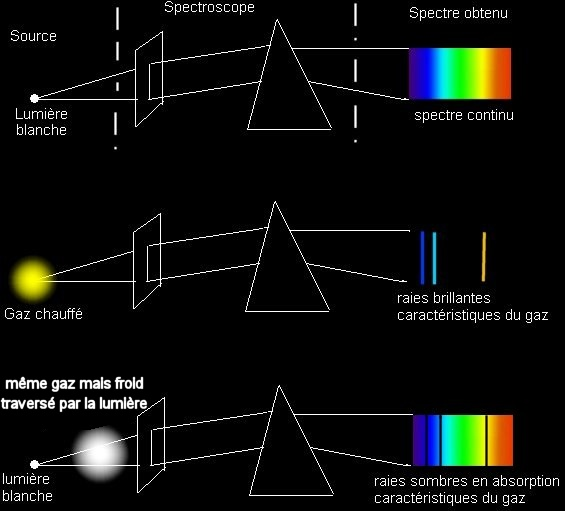 Source
Spectroscope
Spectre obtenu
Lumière
blanche
spectre continu
Gaz chauffé
raies brillantes
caractéristiques du gaz
même gaz mais froid
traversé par la lumière
lumière
blanche
raies sombres en absorption
caractéristiques du gaz